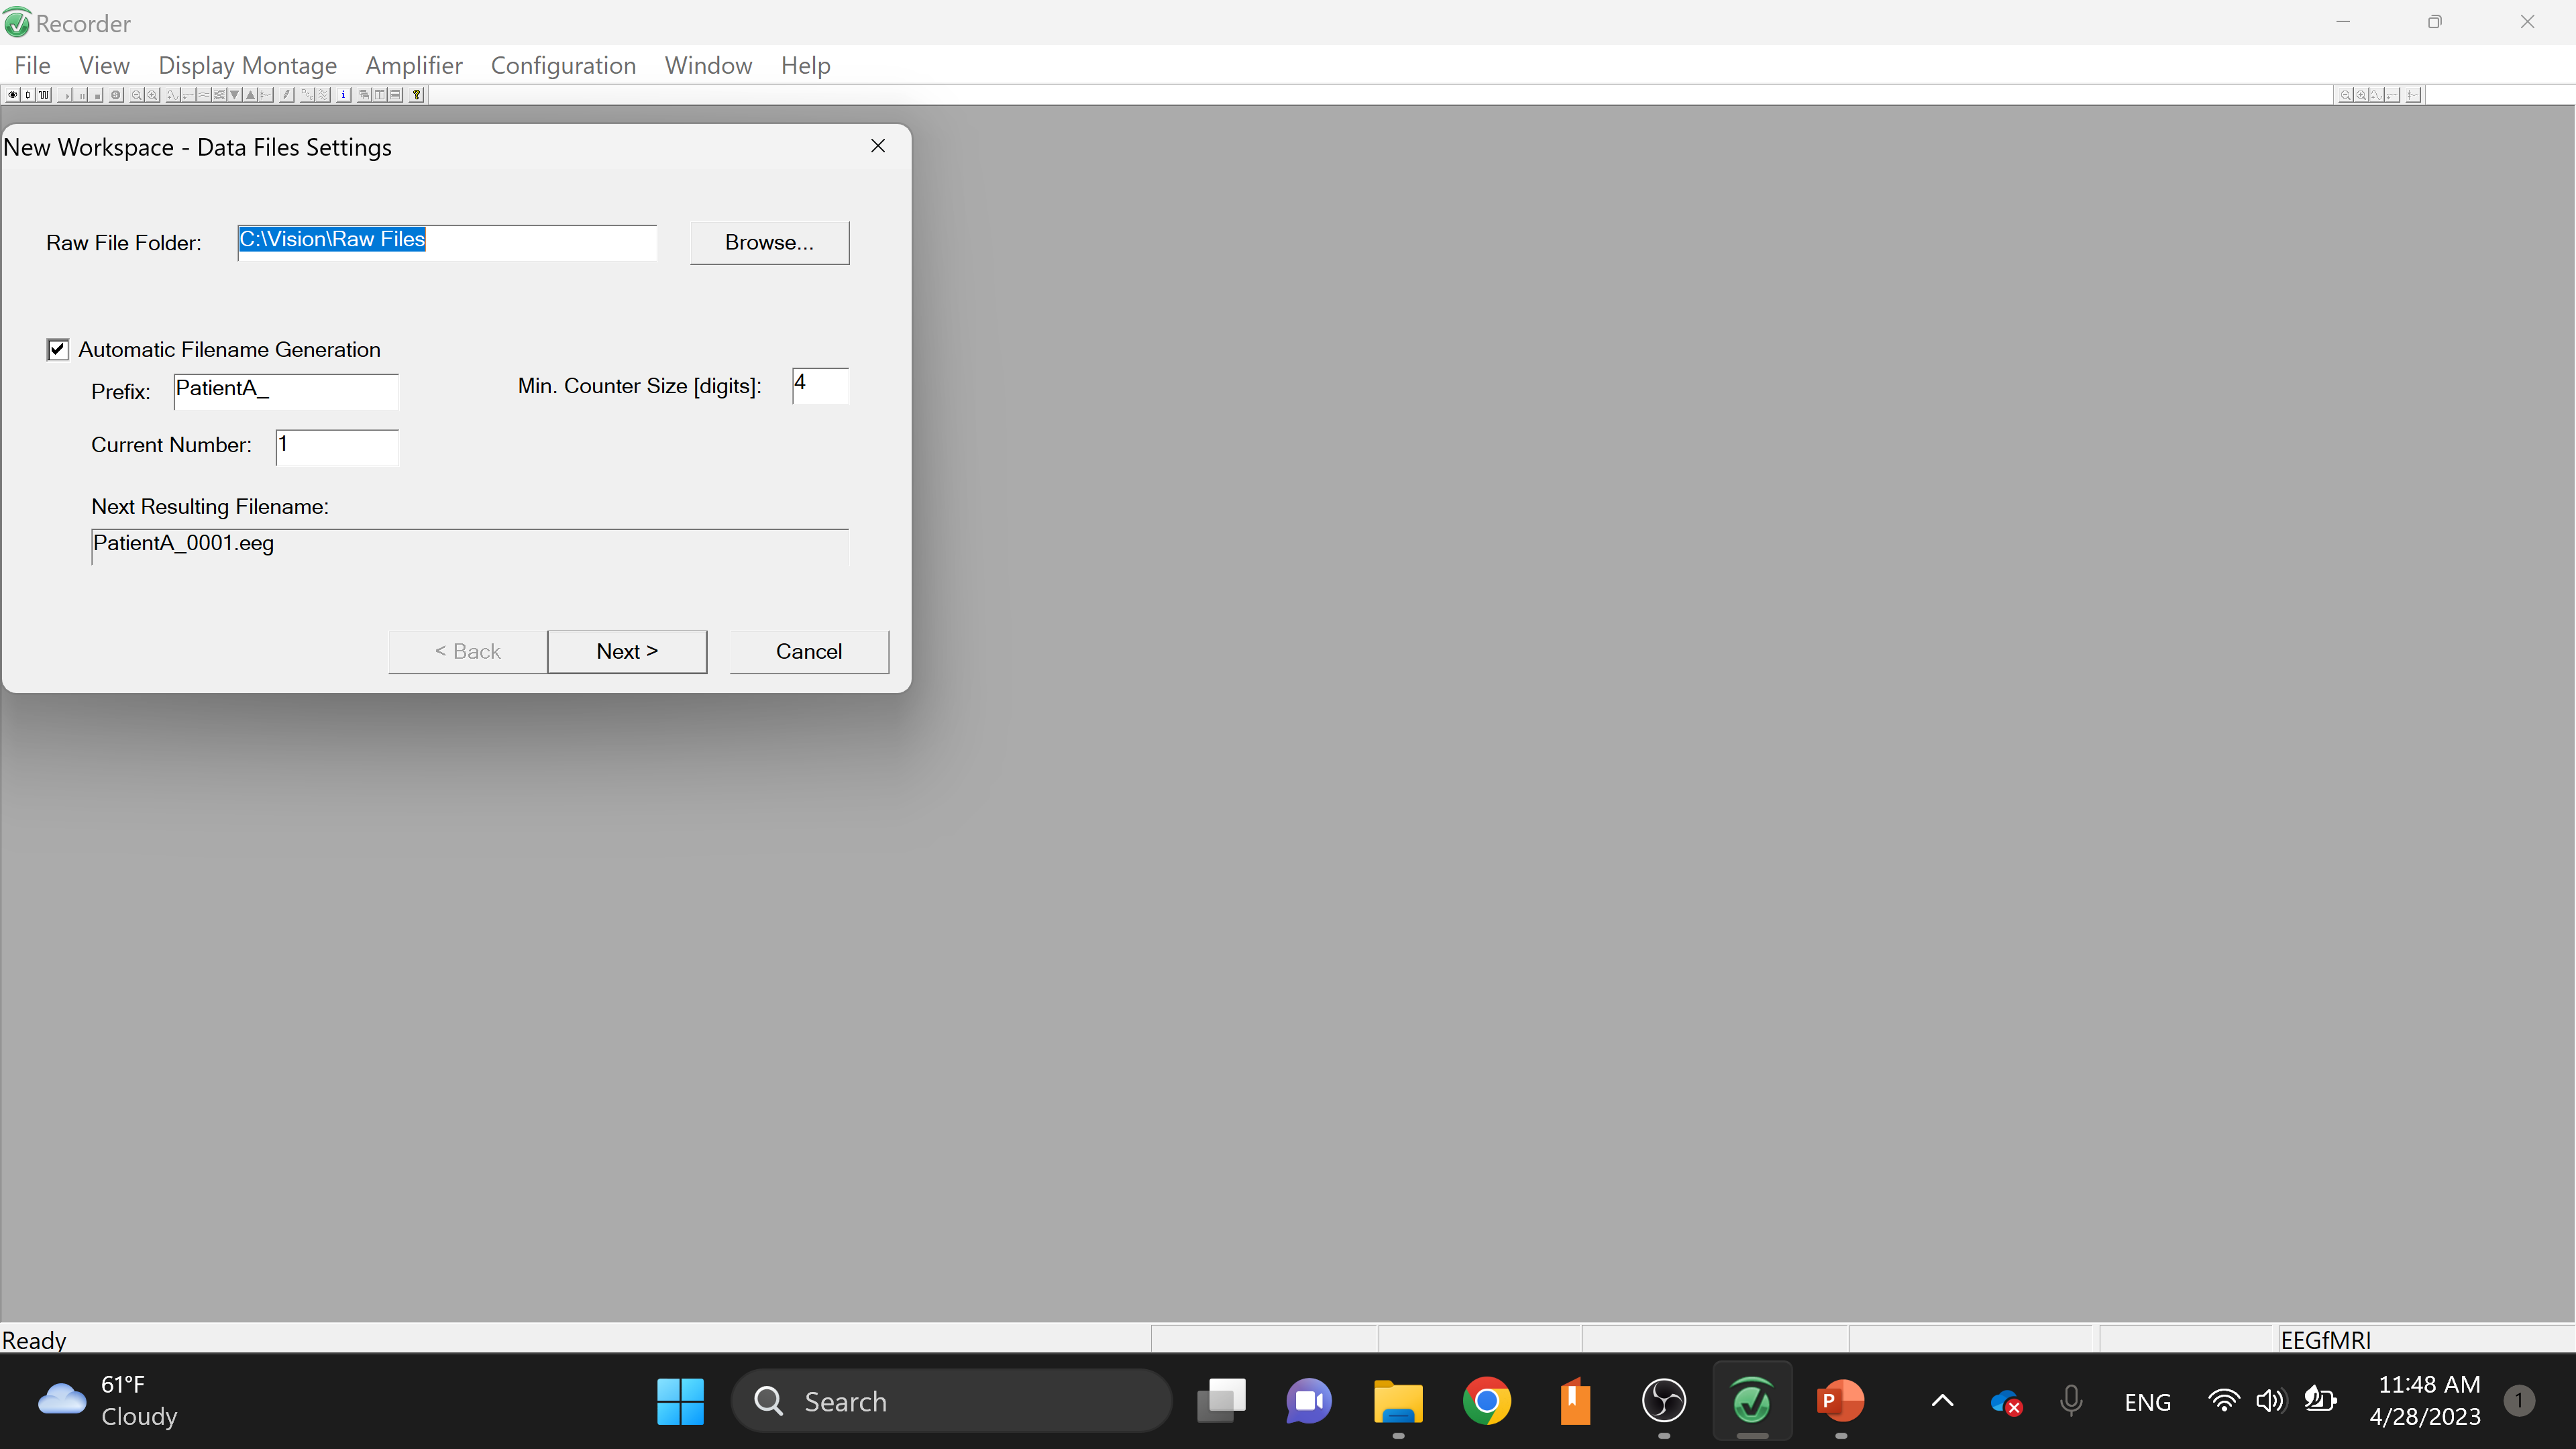 Recorder
File View Display Montage Amplifier Configuration Window Help
New Workspace - Data Files Settings
Raw File Folder: C:\Vision\Raw Files Browse...
Automatic Filename Generation
Prefix: PatientA_ Min. Counter Size [digits]: 4
Current Number: 1
Next Resulting Filename:
PatientA_0001.eeg
< Back Next > Cancel
Ready EEGfMRI
61°F
Cloudy
Search
P
ENG
11:48 AM
4/28/2023
1